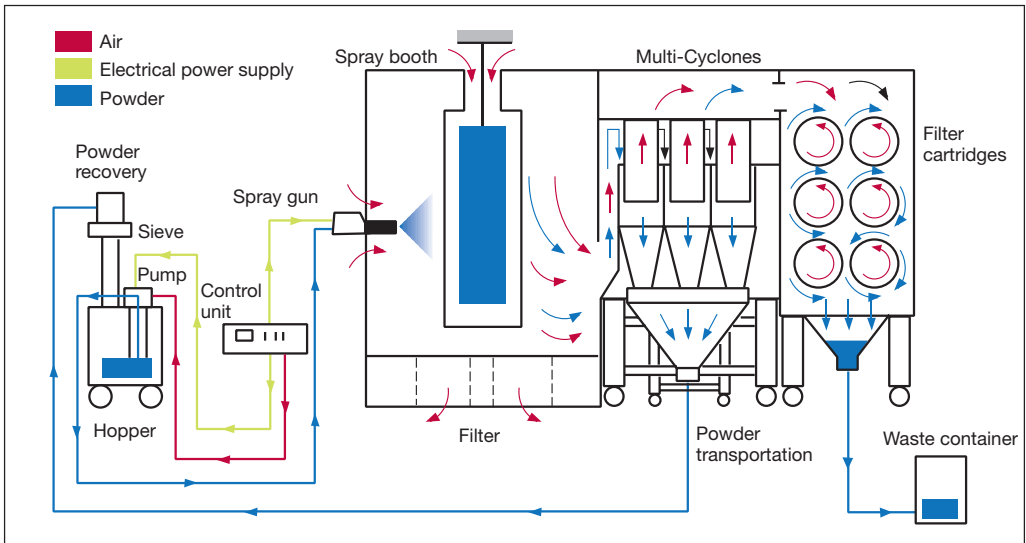 Air
Electrical power supply
Powder
Spray booth
Multi-Cyclones
Filter
cartridges
Powder
recovery
Spray gun
Sieve
Pump
Control
unit
Hopper
Filter
Powder
transportation
Waste container